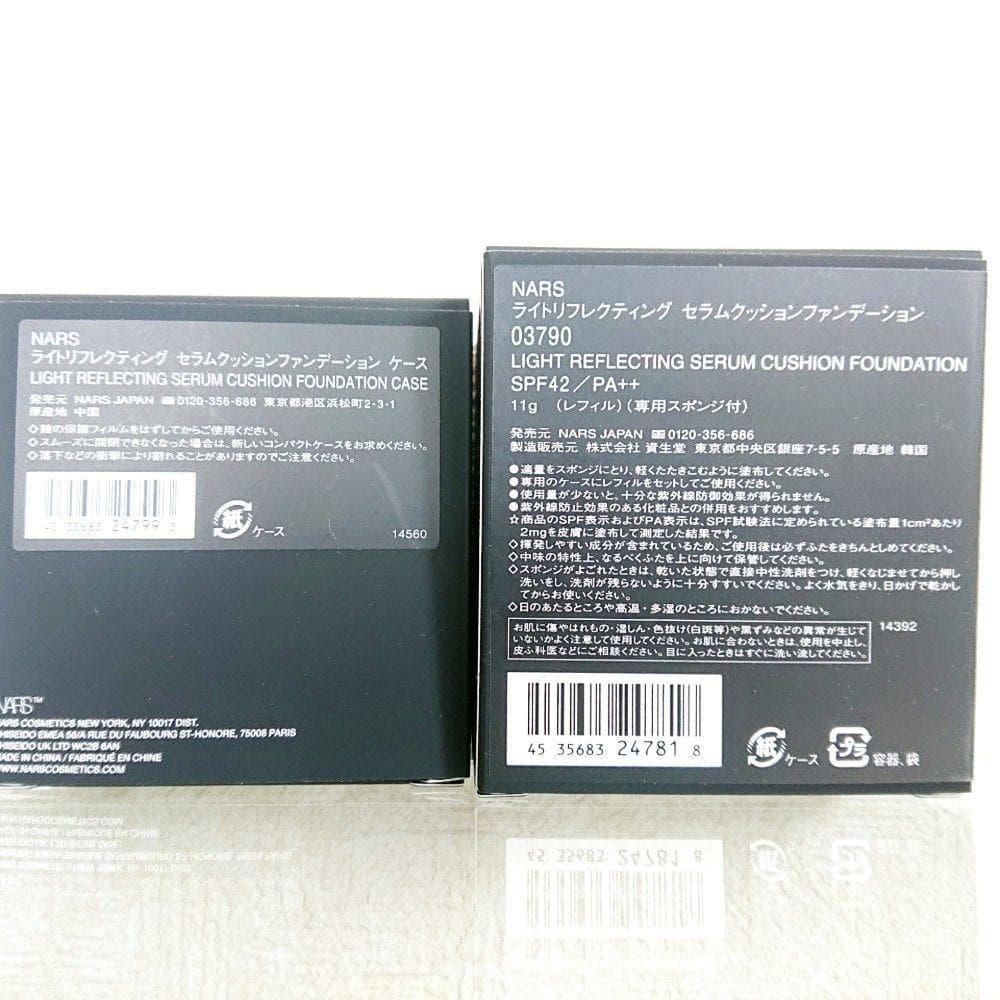 NARS
ライトリフレクティング セラムクッションファンデーション ケース
LIGHT REFLECTING SERUM CUSHION FOUNDATION CASE
発売元 NARS JAPAN 0120-356-686 東京都港区浜松町2-3-1
原産地 中国
◇鏡の保護フィルムをはずしてからご使用ください。
◇スムーズに開閉できなくなった場合は、新しいコンパクトケースをお求めください。
◇落下などの衝撃により割れることがありますのでご注意ください。
4535683 24799 3
紙 ケース
14560
NARS™
NARS COSMETICS NEW YORK, NY 10017 DIST.
SHISEIDO EMEA 56/A RUE DU FAUBOURG ST-HONORE, 75008 PARIS
SHISEIDO UK LTD WC2B 6AN
MADE IN CHINA / FABRIQUÉ EN CHINE
WWW.NARSCOSMETICS.COM
NARS
ライトリフレクティング セラムクッションファンデーション
03790
LIGHT REFLECTING SERUM CUSHION FOUNDATION
SPF42／PA++
11g （レフィル）（専用スポンジ付）
発売元 NARS JAPAN 0120-356-686
製造販売元 株式会社 資生堂 東京都中央区銀座7-5-5 原産地 韓国
●適量をスポンジにとり、軽くたたきこむように塗布してください。
●専用のケースにレフィルをセットしてご使用ください。
●使用量が少ないと、十分な紫外線防御効果が得られません。
●紫外線防止効果のある化粧品との併用をおすすめします。
☆商品のSPF表示およびPA表示は、SPF試験法に定められている塗布量1cm²あたり
2mgを皮膚に塗布して測定した結果です。
◇揮発しやすい成分が含まれているため、ご使用後は必ずふたをきちんとしめてください。
◇中味の特性上、なるべくふたを上に向けて保管してください。
◇スポンジがよごれたときは、乾いた状態で直接中性洗剤をつけ、軽くなじませてから押し
洗いをし、洗剤が残らないように十分すすいでください。よく水気をきり、日かげで乾かし
てからお使いください。
◇日のあたるところや高温・多湿のところにおかないでください。
お肌に傷やはれもの・湿しん・色抜け(白斑等)や黒ずみなどの異常が生じて
いないかよく注意して使用してください。お肌に合わないときは、使用を中止し、
皮ふ科医などにご相談ください。目に入ったときはすぐに洗い流してください。
14392
45 35683 24781 8
紙 ケース
プラ 容器、袋